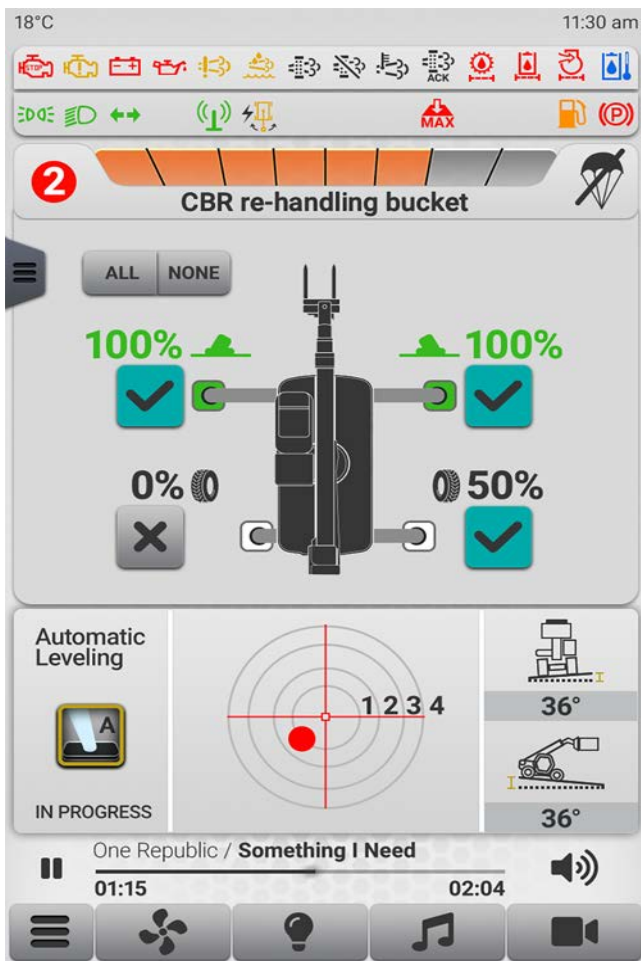 18°C
11:30 am
STOP
ACK
MAX
P
2
CBR re-handling bucket
ALL
NONE
100%
100%
0%
50%
Automatic
Leveling
1 2 3 4
A
36°
36°
IN PROGRESS
One Republic / Something I Need
01:15
02:04